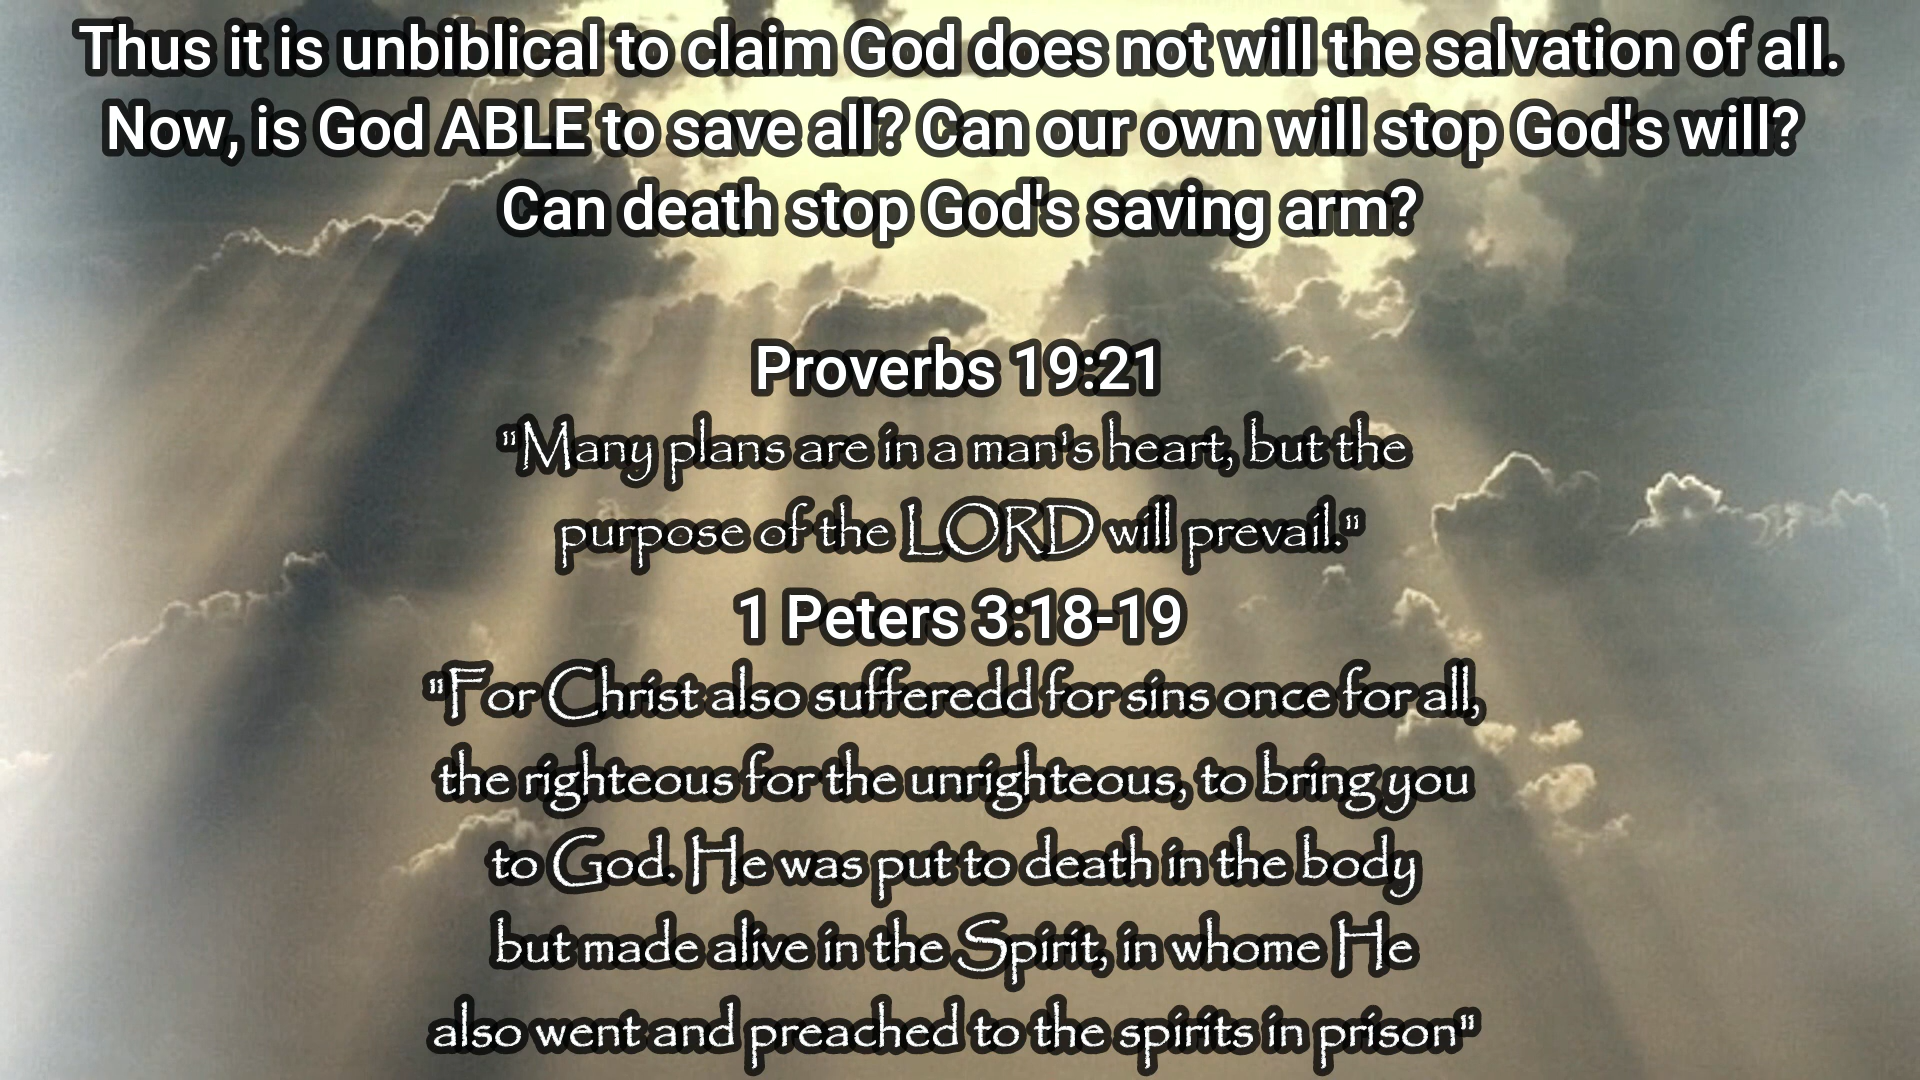 Thus it is unbiblical to claim God does not will the salvation of all.
Now, is God ABLE to save all? Can our own will stop God's will?
Can death stop God's saving arm?
Proverbs 19:21
"Many plans are in a man's heart, but the
purpose of the LORD will prevail."
1 Peters 3:18-19
"For Christ also sufferedd for sins once for all,
the righteous for the unrighteous, to bring you
to God. He was put to death in the body
but made alive in the Spirit, in whome He
also went and preached to the spirits in prison"